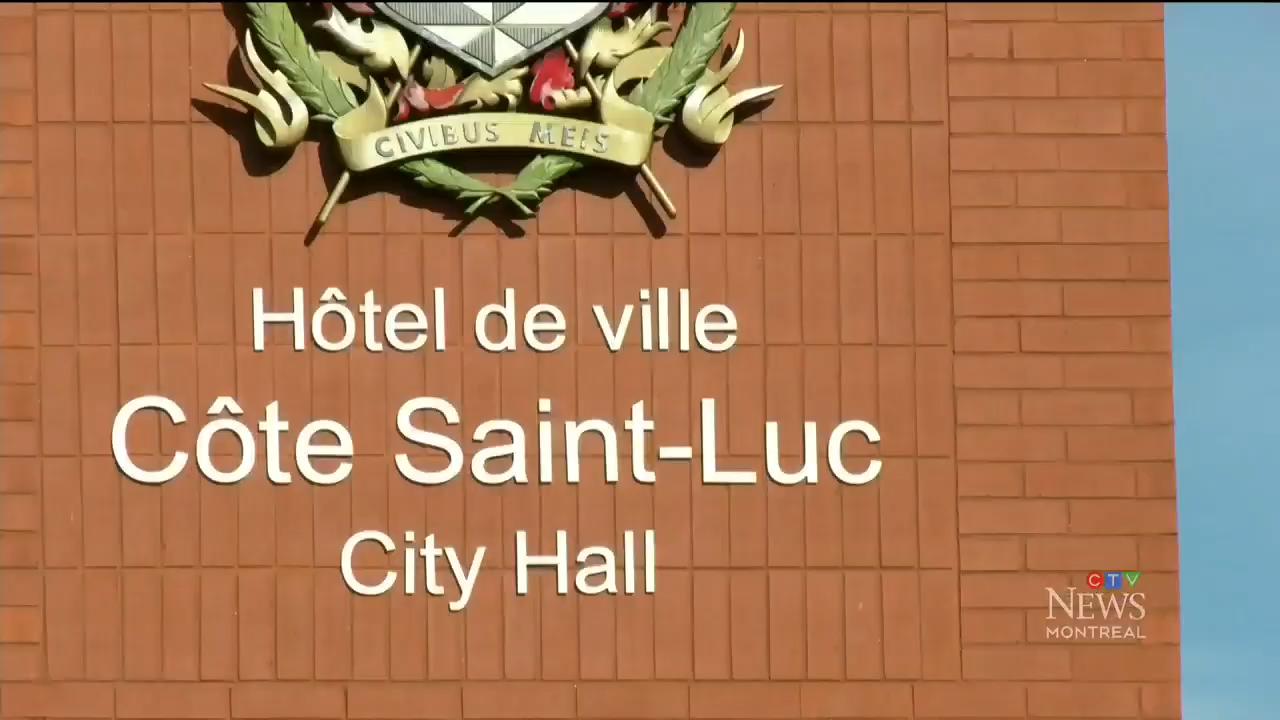 CIVIBUS MEIS
Hôtel de ville
Côte Saint-Luc
City Hall
CTV
NEWS
MONTREAL